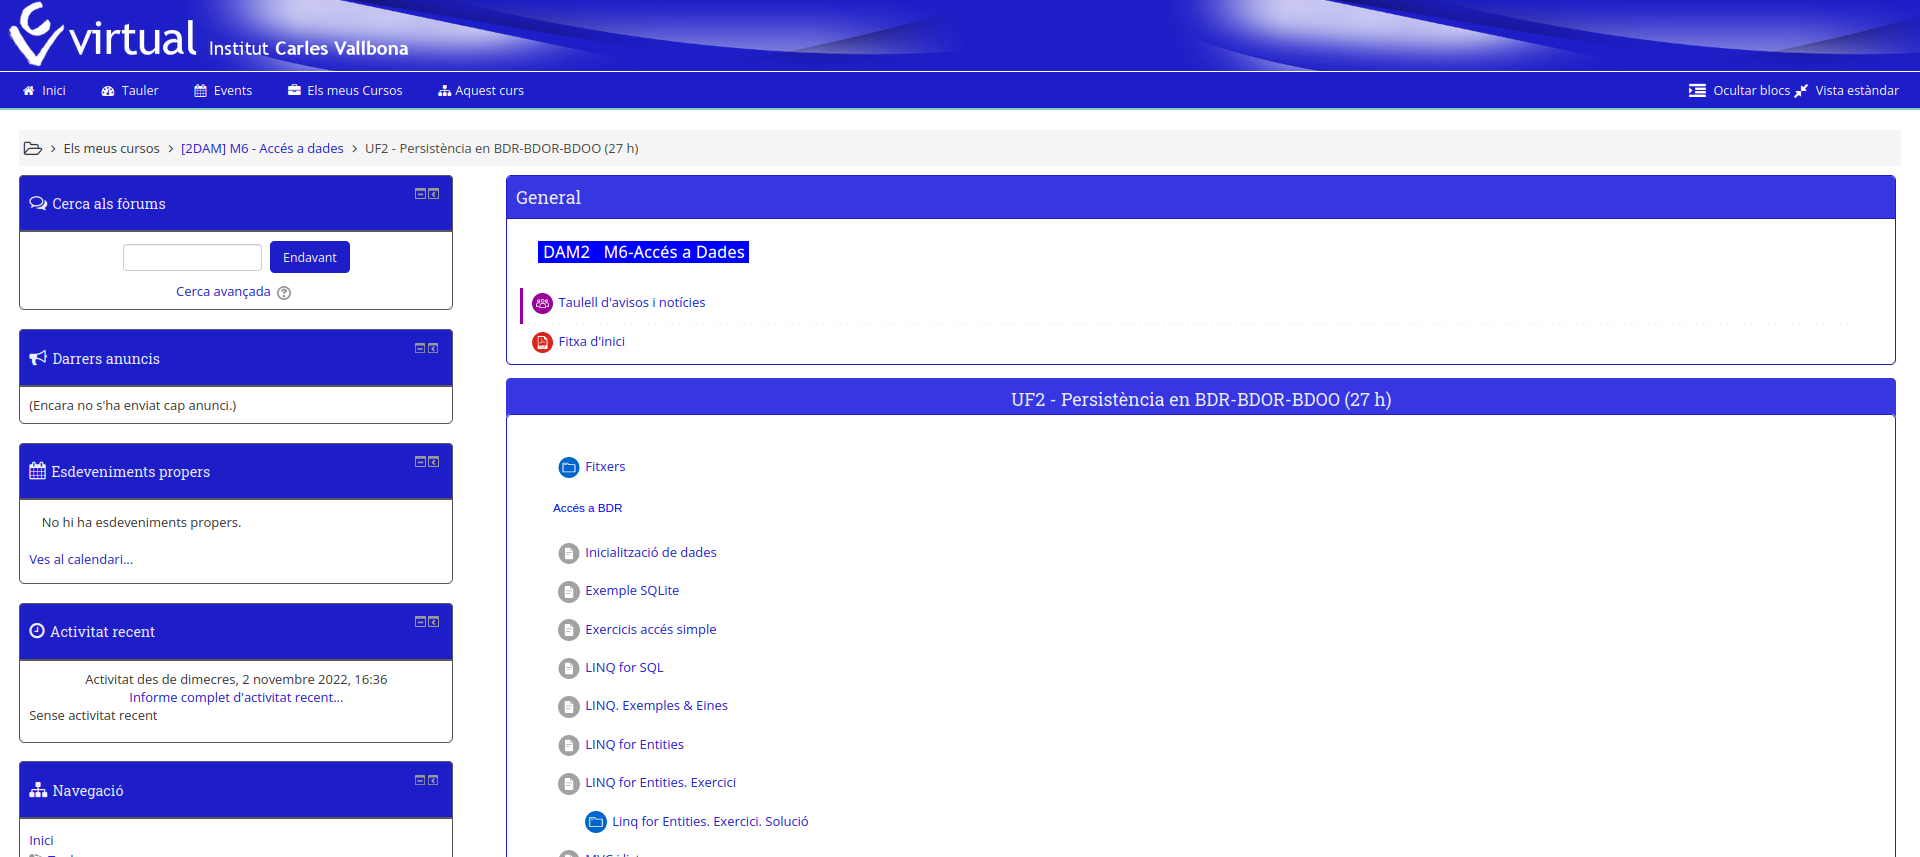 virtual Institut Carles Vallbona
Inici Tauler Events Els meus Cursos Aquest curs Ocultar blocs Vista estàndar
Els meus cursos > [2DAM] M6 - Accés a dades > UF2 - Persistència en BDR-BDOR-BDOO (27 h)
Cerca als fòrums
Endavant
Cerca avançada
Darrers anuncis
(Encara no s'ha enviat cap anunci.)
Esdeveniments propers
No hi ha esdeveniments propers.
Ves al calendari...
Activitat recent
Activitat des de dimecres, 2 novembre 2022, 16:36
Informe complet d'activitat recent...
Sense activitat recent
Navegació
Inici
General
DAM2 M6-Accés a Dades
Taulell d'avisos i notícies
Fitxa d'inici
UF2 - Persistència en BDR-BDOR-BDOO (27 h)
Fitxers
Accés a BDR
Inicialització de dades
Exemple SQLite
Exercicis accés simple
LINQ for SQL
LINQ. Exemples & Eines
LINQ for Entities
LINQ for Entities. Exercici
Linq for Entities. Exercici. Solució